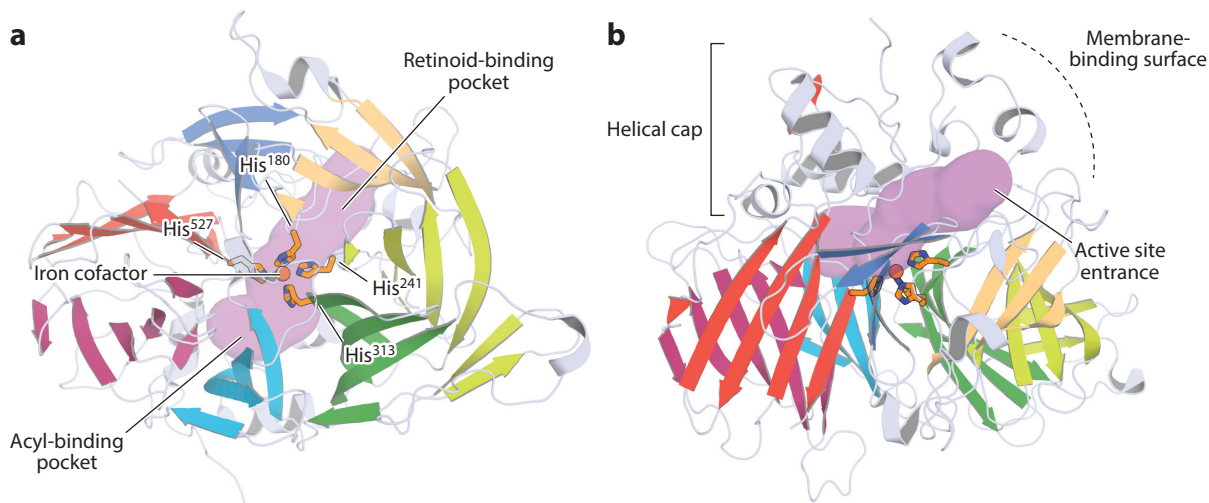 a
Retinoid-binding
pocket
His180
His527
Iron cofactor
His241
His313
Acyl-binding
pocket
b
Membrane-
binding surface
Helical cap
Active site
entrance